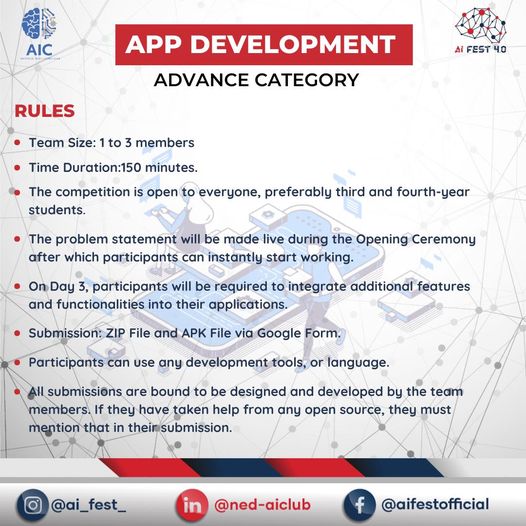 AIC
AI FEST 4.0
APP DEVELOPMENT
ADVANCE CATEGORY
RULES
Team Size: 1 to 3 members
Time Duration:150 minutes.
The competition is open to everyone, preferably third and fourth-year
students.
The problem statement will be made live during the Opening Ceremony
after which participants can instantly start working.
On Day 3, participants will be required to integrate additional features
and functionalities into their applications.
Submission: ZIP File and APK File via Google Form.
Participants can use any development tools, or language.
All submissions are bound to be designed and developed by the team
members. If they have taken help from any open source, they must
mention that in their submission.
@ai_fest_
@ned-aiclub
@aifestofficial